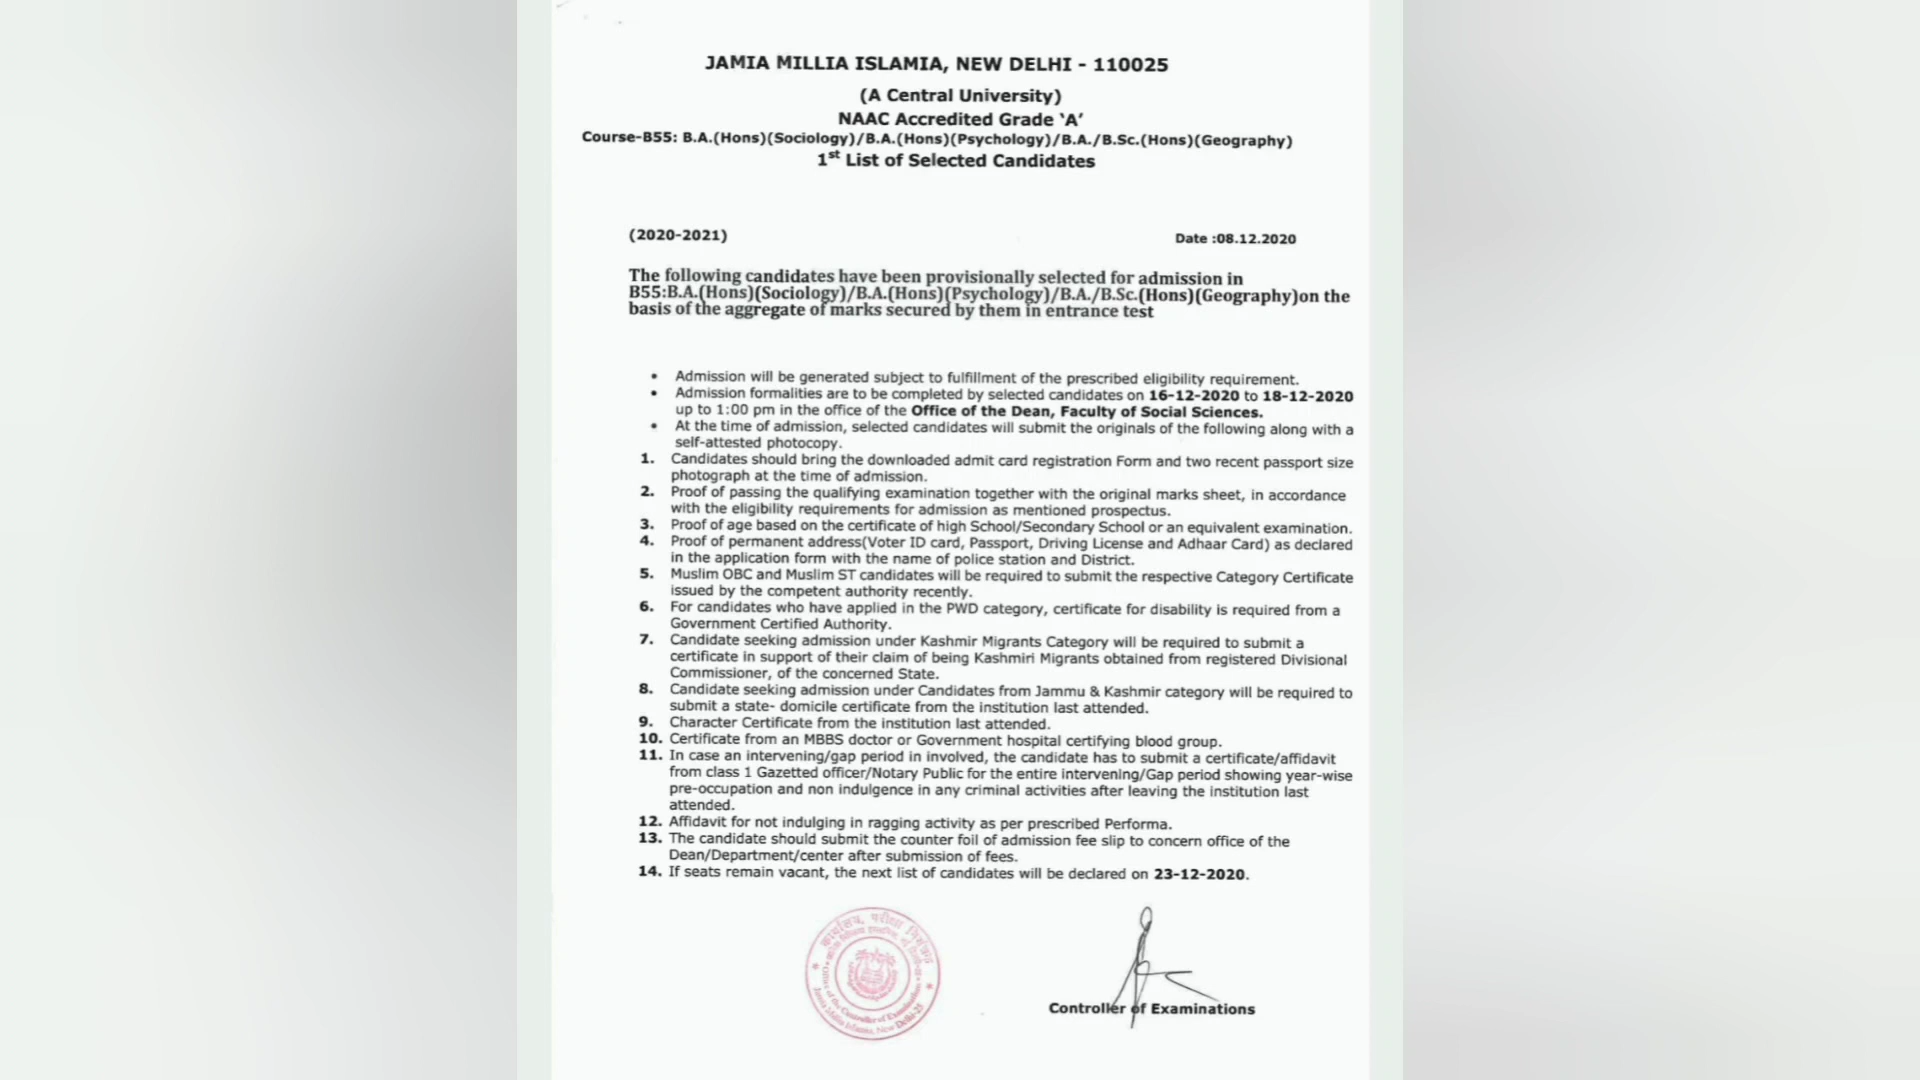 JAMIA MILLIA ISLAMIA, NEW DELHI - 110025
(A Central University)
NAAC Accredited Grade ‘A’
Course-B55: B.A.(Hons)(Sociology)/B.A.(Hons)(Psychology)/B.A./B.Sc.(Hons)(Geography)
1st List of Selected Candidates
(2020-2021)
Date :08.12.2020
The following candidates have been provisionally selected for admission in
B55:B.A.(Hons)(Sociology)/B.A.(Hons)(Psychology)/B.A./B.Sc.(Hons)(Geography)on the
basis of the aggregate of marks secured by them in entrance test
• Admission will be generated subject to fulfillment of the prescribed eligibility requirement.
• Admission formalities are to be completed by selected candidates on 16-12-2020 to 18-12-2020
up to 1:00 pm in the office of the Office of the Dean, Faculty of Social Sciences.
• At the time of admission, selected candidates will submit the originals of the following along with a
self-attested photocopy.
1. Candidates should bring the downloaded admit card registration Form and two recent passport size
photograph at the time of admission.
2. Proof of passing the qualifying examination together with the original marks sheet, in accordance
with the eligibility requirements for admission as mentioned prospectus.
3. Proof of age based on the certificate of high School/Secondary School or an equivalent examination.
4. Proof of permanent address(Voter ID card, Passport, Driving License and Adhaar Card) as declared
in the application form with the name of police station and District.
5. Muslim OBC and Muslim ST candidates will be required to submit the respective Category Certificate
issued by the competent authority recently.
6. For candidates who have applied in the PWD category, certificate for disability is required from a
Government Certified Authority.
7. Candidate seeking admission under Kashmir Migrants Category will be required to submit a
certificate in support of their claim of being Kashmiri Migrants obtained from registered Divisional
Commissioner, of the concerned State.
8. Candidate seeking admission under Candidates from Jammu & Kashmir category will be required to
submit a state- domicile certificate from the institution last attended.
9. Character Certificate from the institution last attended.
10. Certificate from an MBBS doctor or Government hospital certifying blood group.
11. In case an intervening/gap period in involved, the candidate has to submit a certificate/affidavit
from class 1 Gazetted officer/Notary Public for the entire intervening/Gap period showing year-wise
pre-occupation and non indulgence in any criminal activities after leaving the institution last
attended.
12. Affidavit for not indulging in ragging activity as per prescribed Performa.
13. The candidate should submit the counter foil of admission fee slip to concern office of the
Dean/Department/center after submission of fees.
14. If seats remain vacant, the next list of candidates will be declared on 23-12-2020.
कार्यालय, परीक्षा नियंत्रक
Office of the Controller of Examinations
Jamia Millia Islamia, New Delhi-25
Controller of Examinations